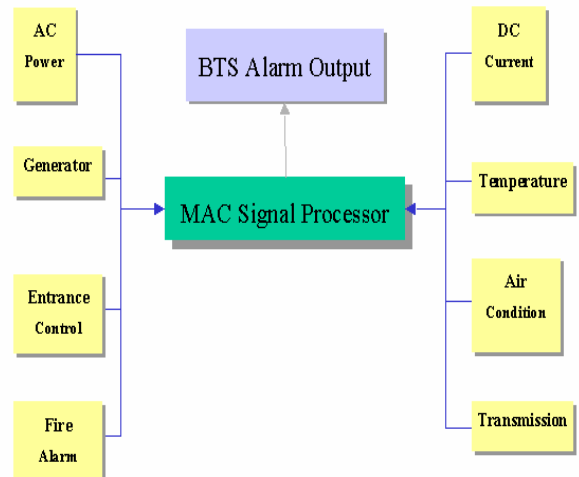 AC
Power
BTS Alarm Output
DC
Current
Generator
MAC Signal Processor
Temperature
Entrance
Control
Air
Condition
Fire
Alarm
Transmission